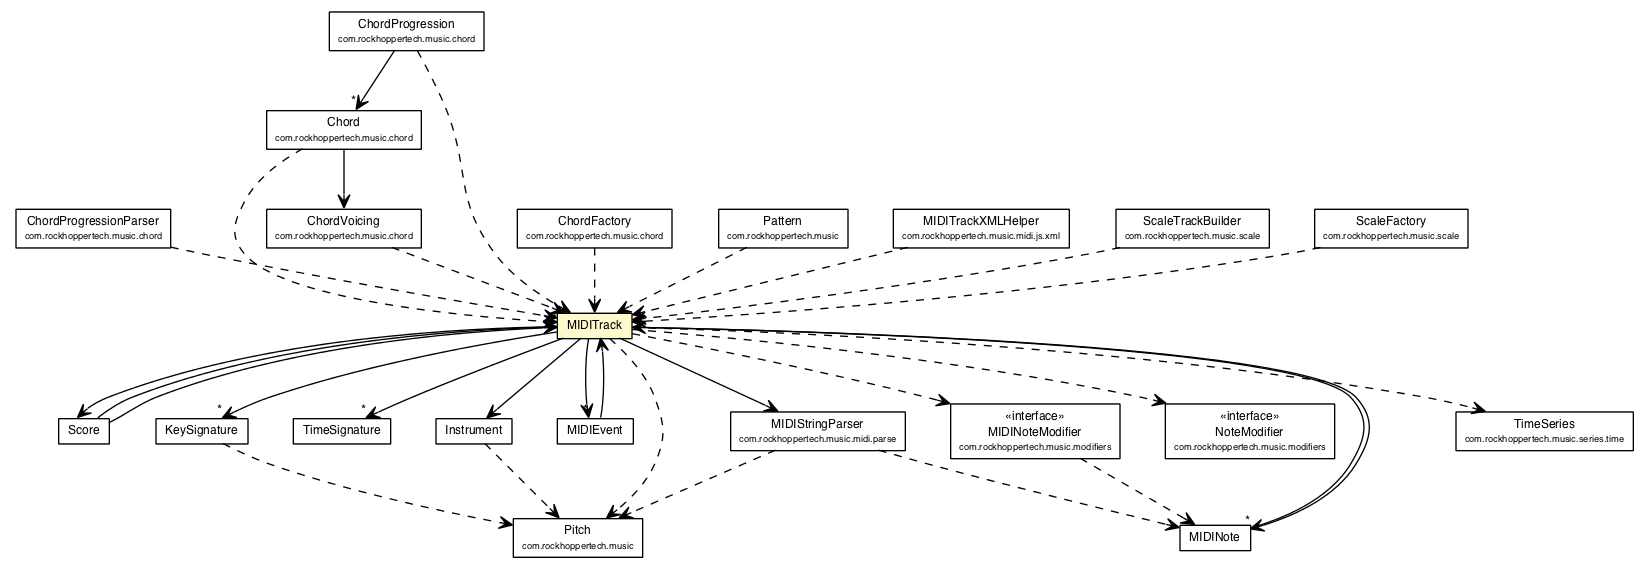 ChordProgression
com.rockhoppertech.music.chord
*
Chord
com.rockhoppertech.music.chord
ChordProgressionParser
com.rockhoppertech.music.chord
ChordVoicing
com.rockhoppertech.music.chord
ChordFactory
com.rockhoppertech.music.chord
Pattern
com.rockhoppertech.music
MIDITrackXMLHelper
com.rockhoppertech.music.midi.js.xml
ScaleTrackBuilder
com.rockhoppertech.music.scale
ScaleFactory
com.rockhoppertech.music.scale
MIDITrack
Score
*
KeySignature
*
TimeSignature
Instrument
MIDIEvent
MIDIStringParser
com.rockhoppertech.music.midi.parse
«interface»
MIDINoteModifier
com.rockhoppertech.music.modifiers
«interface»
NoteModifier
com.rockhoppertech.music.modifiers
TimeSeries
com.rockhoppertech.music.series.time
Pitch
com.rockhoppertech.music
*
MIDINote